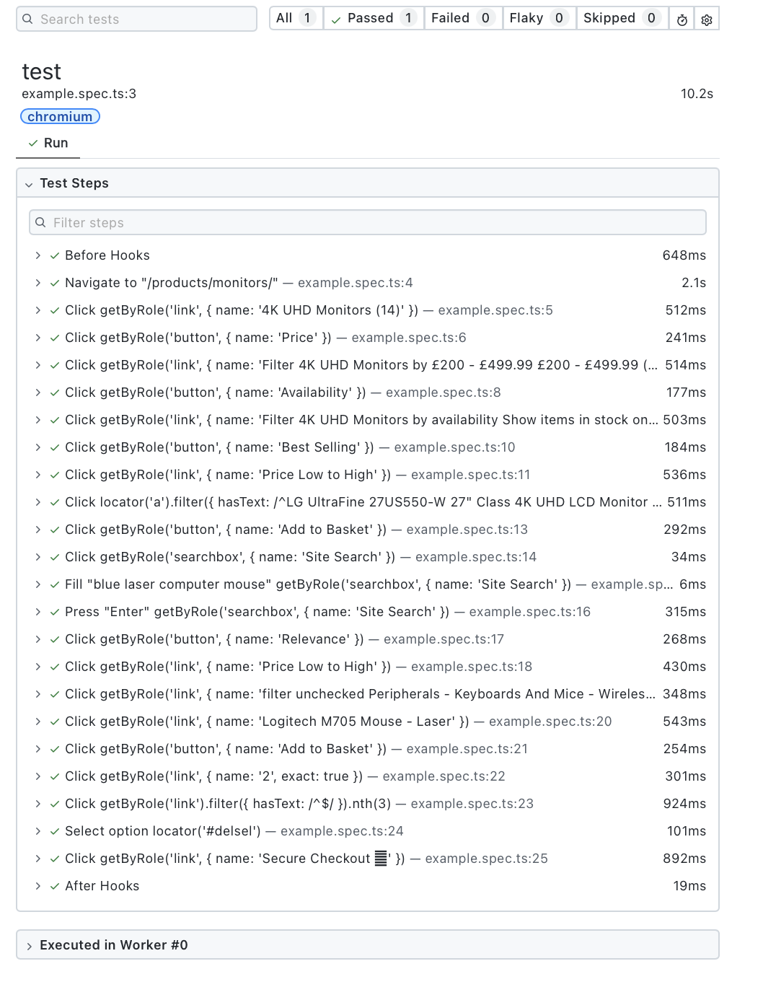 Search tests
All 1 Passed 1 Failed 0 Flaky 0 Skipped 0
test
example.spec.ts:3 10.2s
chromium
Run
Test Steps
Filter steps
Before Hooks 648ms
Navigate to "/products/monitors/" — example.spec.ts:4 2.1s
Click getByRole('link', { name: '4K UHD Monitors (14)' }) — example.spec.ts:5 512ms
Click getByRole('button', { name: 'Price' }) — example.spec.ts:6 241ms
Click getByRole('link', { name: 'Filter 4K UHD Monitors by £200 - £499.99 £200 - £499.99 (... 514ms
Click getByRole('button', { name: 'Availability' }) — example.spec.ts:8 177ms
Click getByRole('link', { name: 'Filter 4K UHD Monitors by availability Show items in stock on... 503ms
Click getByRole('button', { name: 'Best Selling' }) — example.spec.ts:10 184ms
Click getByRole('link', { name: 'Price Low to High' }) — example.spec.ts:11 536ms
Click locator('a').filter({ hasText: /^LG UltraFine 27US550-W 27" Class 4K UHD LCD Monitor ... 511ms
Click getByRole('button', { name: 'Add to Basket' }) — example.spec.ts:13 292ms
Click getByRole('searchbox', { name: 'Site Search' }) — example.spec.ts:14 34ms
Fill "blue laser computer mouse" getByRole('searchbox', { name: 'Site Search' }) — example.sp... 6ms
Press "Enter" getByRole('searchbox', { name: 'Site Search' }) — example.spec.ts:16 315ms
Click getByRole('button', { name: 'Relevance' }) — example.spec.ts:17 268ms
Click getByRole('link', { name: 'Price Low to High' }) — example.spec.ts:18 430ms
Click getByRole('link', { name: 'filter unchecked Peripherals - Keyboards And Mice - Wireles... 348ms
Click getByRole('link', { name: 'Logitech M705 Mouse - Laser' }) — example.spec.ts:20 543ms
Click getByRole('button', { name: 'Add to Basket' }) — example.spec.ts:21 254ms
Click getByRole('link', { name: '2', exact: true }) — example.spec.ts:22 301ms
Click getByRole('link').filter({ hasText: /^$/ }).nth(3) — example.spec.ts:23 924ms
Select option locator('#delsel') — example.spec.ts:24 101ms
Click getByRole('link', { name: 'Secure Checkout ' }) — example.spec.ts:25 892ms
After Hooks 19ms
Executed in Worker #0